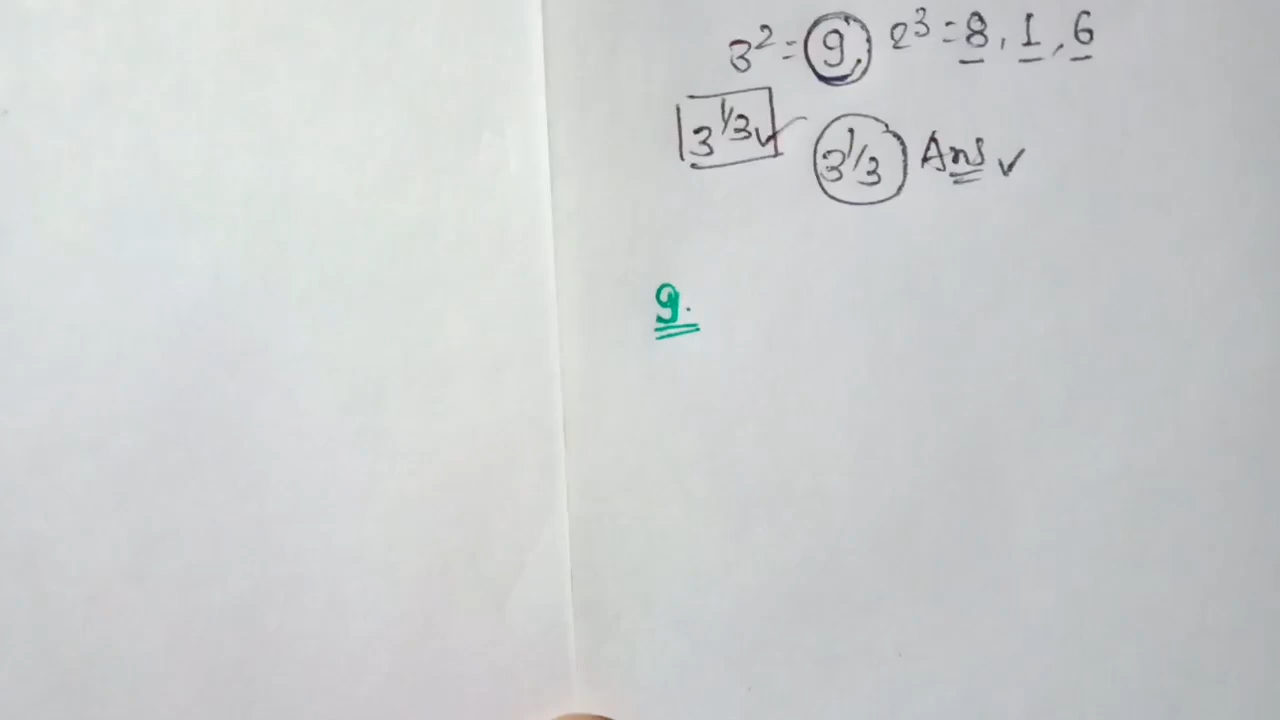 3² = 9, 2³ = 8, 1, 6
3^1/3 ✓ 3^1/3 Ans ✓
9.